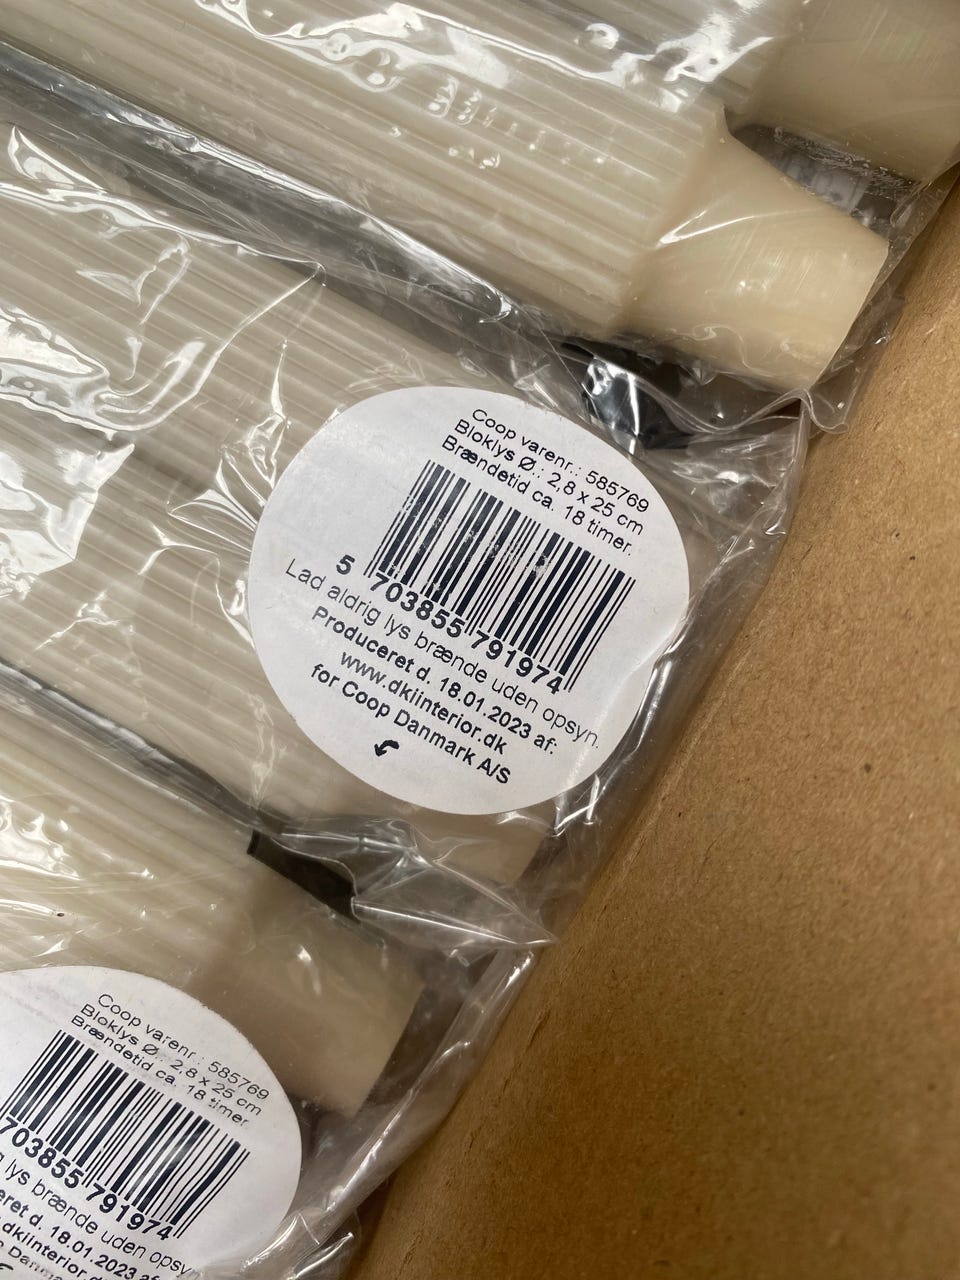 Coop varenr.: 585769
Bloklys Ø.: 2,8 x 25 cm
Brændetid ca. 18 timer.
5 703855 791974
Lad aldrig lys brænde uden opsyn.
Produceret d. 18.01.2023 af:
www.dkiinterior.dk
for Coop Danmark A/S
Coop varenr.: 585769
Bloklys Ø.: 2,8 x 25 cm
Brændetid ca. 18 timer.
703855 791974
lys brænde uden opsyn
d. 18.01.2023 af